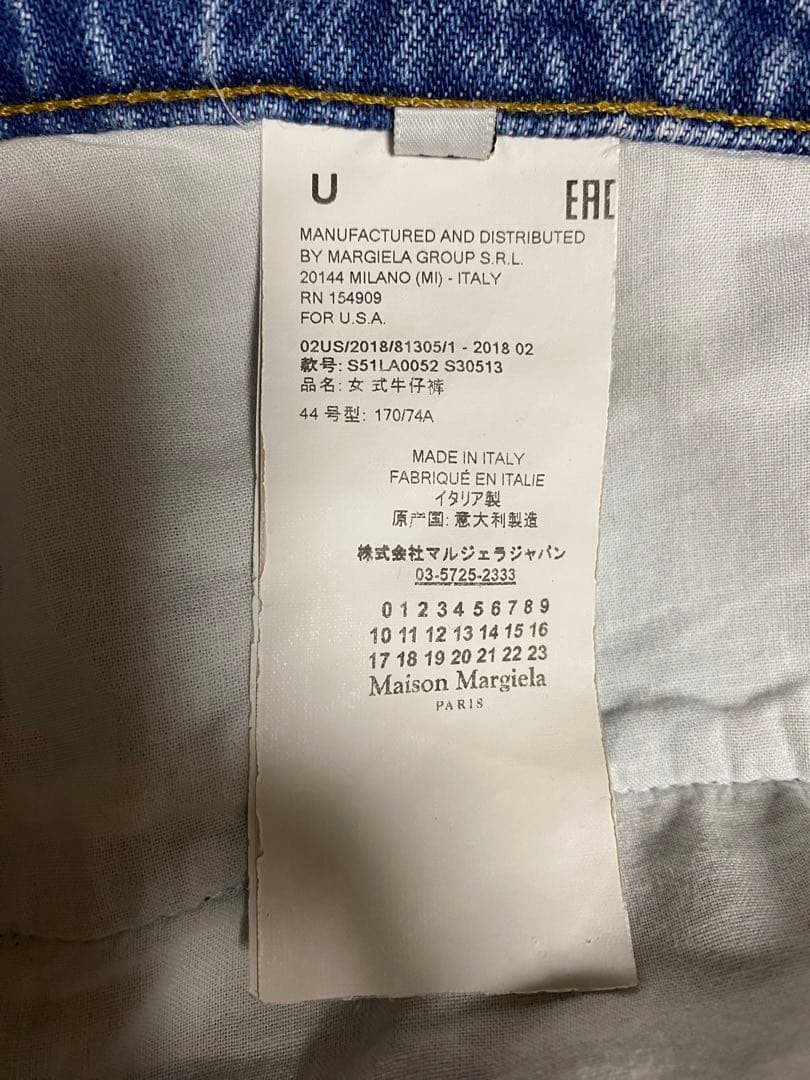 U
EAC
MANUFACTURED AND DISTRIBUTED
BY MARGIELA GROUP S.R.L.
20144 MILANO (MI) - ITALY
RN 154909
FOR U.S.A.
02US/2018/81305/1 - 2018 02
款号: S51LA0052 S30513
品名: 女 式牛仔裤
44 号型: 170/74A
MADE IN ITALY
FABRIQUÉ EN ITALIE
イタリア製
原产国: 意大利製造
株式会社マルジェラジャパン
03-5725-2333
0 1 2 3 4 5 6 7 8 9
10 11 12 13 14 15 16
17 18 19 20 21 22 23
Maison Margiela
PARIS